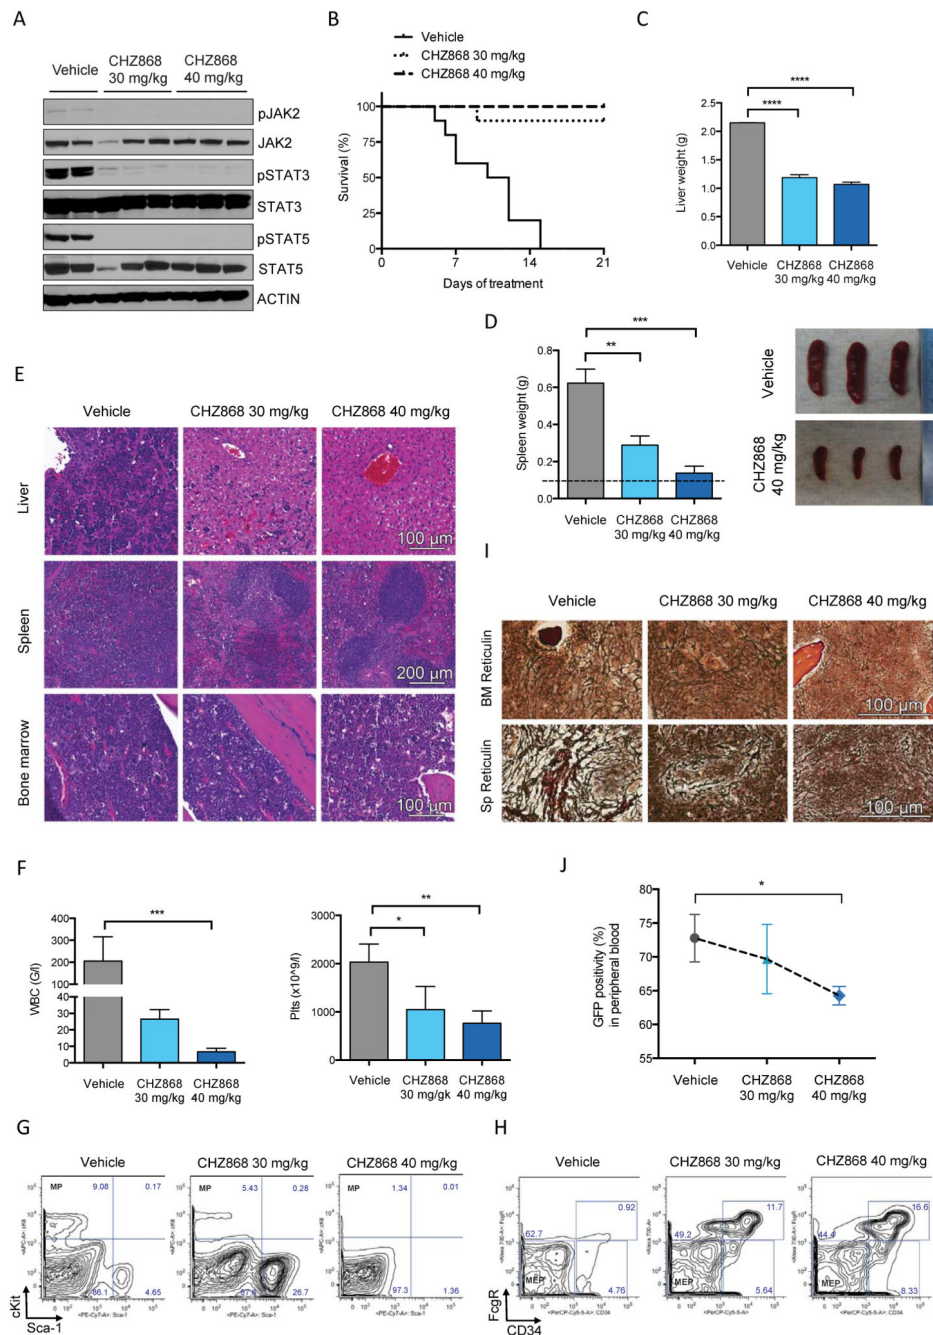 A
Vehicle
CHZ868
30 mg/kg
CHZ868
40 mg/kg
pJAK2
JAK2
pSTAT3
STAT3
pSTAT5
STAT5
ACTIN
B
Vehicle
CHZ868 30 mg/kg
CHZ868 40 mg/kg
Survival (%)
100
75
50
25
0
0 7 14 21
Days of treatment
C
****
****
Liver weight (g)
2.5
2.0
1.5
1.0
0.5
0.0
Vehicle
CHZ868
30 mg/kg
CHZ868
40 mg/kg
D
***
**
Spleen weight (g)
0.8
0.6
0.4
0.2
0.0
Vehicle
CHZ868
30 mg/kg
CHZ868
40 mg/kg
Vehicle
CHZ868
40 mg/kg
E
Vehicle CHZ868 30 mg/kg CHZ868 40 mg/kg
Liver
100 µm
Spleen
200 µm
Bone marrow
100 µm
I
Vehicle CHZ868 30 mg/kg CHZ868 40 mg/kg
BM Reticulin
100 µm
Sp Reticulin
100 µm
F
***
WBC (G/l)
400
300
200
100
40
30
20
10
0
Vehicle
CHZ868
30 mg/kg
CHZ868
40 mg/kg
**
*
Plts (x10^9/l)
3000
2000
1000
0
Vehicle
CHZ868
30 mg/gk
CHZ868
40 mg/kg
J
*
GFP positivity (%)
in peripheral blood
80
75
70
65
60
55
Vehicle
CHZ868
30 mg/kg
CHZ868
40 mg/kg
G
Vehicle CHZ868 30 mg/kg CHZ868 40 mg/kg
MP 9.08 0.17
86.1 4.65
MP 5.43 0.28
26.7
MP 1.34 0.01
97.3 1.36
<APC-A>: cKit
<PE-Cy7-A>: Sca-1
cKit
Sca-1
H
Vehicle CHZ868 30 mg/kg CHZ868 40 mg/kg
0.92
62.7
MEP
4.76
11.7
49.2
MEP
5.64
16.6
44.4
MEP
8.33
<Alexa 700-A>: FcgR
<PerCP-Cy5-5-A>: CD34
FcgR
CD34